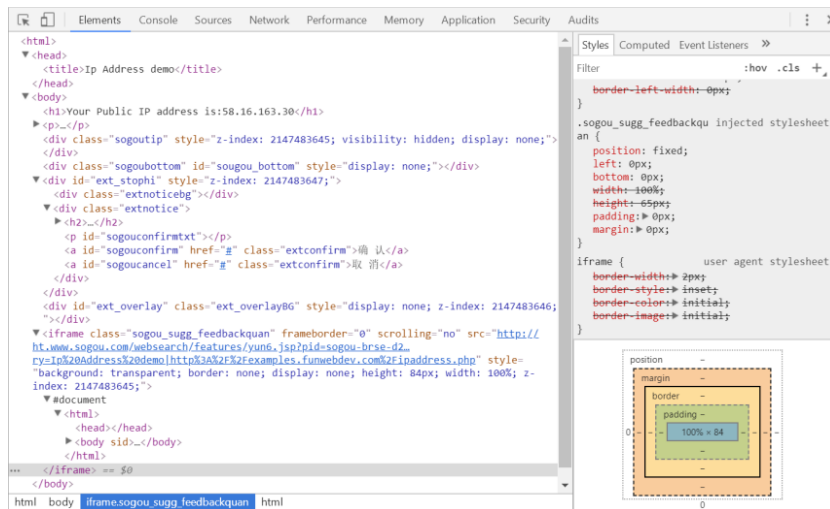 Elements Console Sources Network Performance Memory Application Security Audits
<html>
▼<head>
<title>Ip Address demo</title>
</head>
▼<body>
<h1>Your Public IP address is:58.16.163.30</h1>
▶<p>…</p>
<div class="sogoutip" style="z-index: 2147483645; visibility: hidden; display: none;">
</div>
<div class="sogoubottom" id="sougou_bottom" style="display: none;"></div>
▼<div id="ext_stophi" style="z-index: 2147483647;">
<div class="extnoticebg"></div>
▼<div class="extnotice">
▶<h2>…</h2>
<p id="sogouconfirmtxt"></p>
<a id="sogouconfirm" href="#" class="extconfirm">确 认</a>
<a id="sogoucancel" href="#" class="extconfirm">取 消</a>
</div>
</div>
<div id="ext_overlay" class="ext_overlayBG" style="display: none; z-index: 2147483646;
"></div>
▼<iframe class="sogou_sugg_feedbackquan" frameborder="0" scrolling="no" src="http://
ht.www.sogou.com/websearch/features/yun6.jsp?pid=sogou-brse-d2…
ry=Ip%20Address%20demo|http%3A%2F%2Fexamples.funwebdev.com%2Fipaddress.php" style=
"background: transparent; border: none; display: none; height: 84px; width: 100%; z-
index: 2147483645;">
▼#document
▼<html>
<head></head>
▶<body sid>…</body>
</html>
… </iframe> == $0
</body>
html body iframe.sogou_sugg_feedbackquan html
Styles Computed Event Listeners »
Filter :hov .cls +
border-left-width: 0px;
}
.sogou_sugg_feedbackqu injected stylesheet
an {
position: fixed;
left: 0px;
bottom: 0px;
width: 100%;
height: 65px;
padding:▶ 0px;
margin:▶ 0px;
}
iframe { user agent stylesheet
border-width:▶ 2px;
border-style:▶ inset;
border-color:▶ initial;
border-image:▶ initial;
}
position –
margin –
border –
padding –
0 – – – 100% × 84 – – –
–
–
–
0